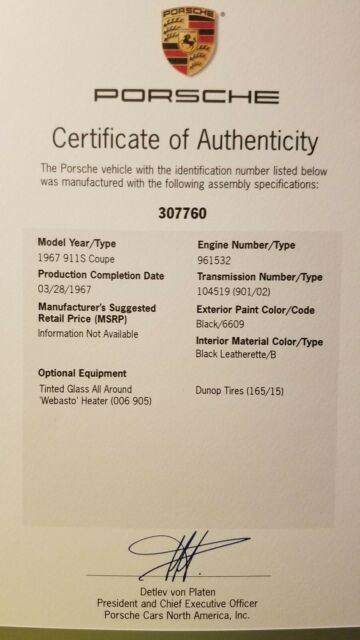 PORSCHE
PORSCHE
Certificate of Authenticity
The Porsche vehicle with the identification number listed below
was manufactured with the following assembly specifications:
307760
Model Year/Type
1967 911S Coupe
Production Completion Date
03/28/1967
Manufacturer's Suggested
Retail Price (MSRP)
Information Not Available
Engine Number/Type
961532
Transmission Number/Type
104519 (901/02)
Exterior Paint Color/Code
Black/6609
Interior Material Color/Type
Black Leatherette/B
Optional Equipment
Tinted Glass All Around
'Webasto' Heater (006 905)
Dunop Tires (165/15)
Detlev von Platen
President and Chief Executive Officer
Porsche Cars North America, Inc.